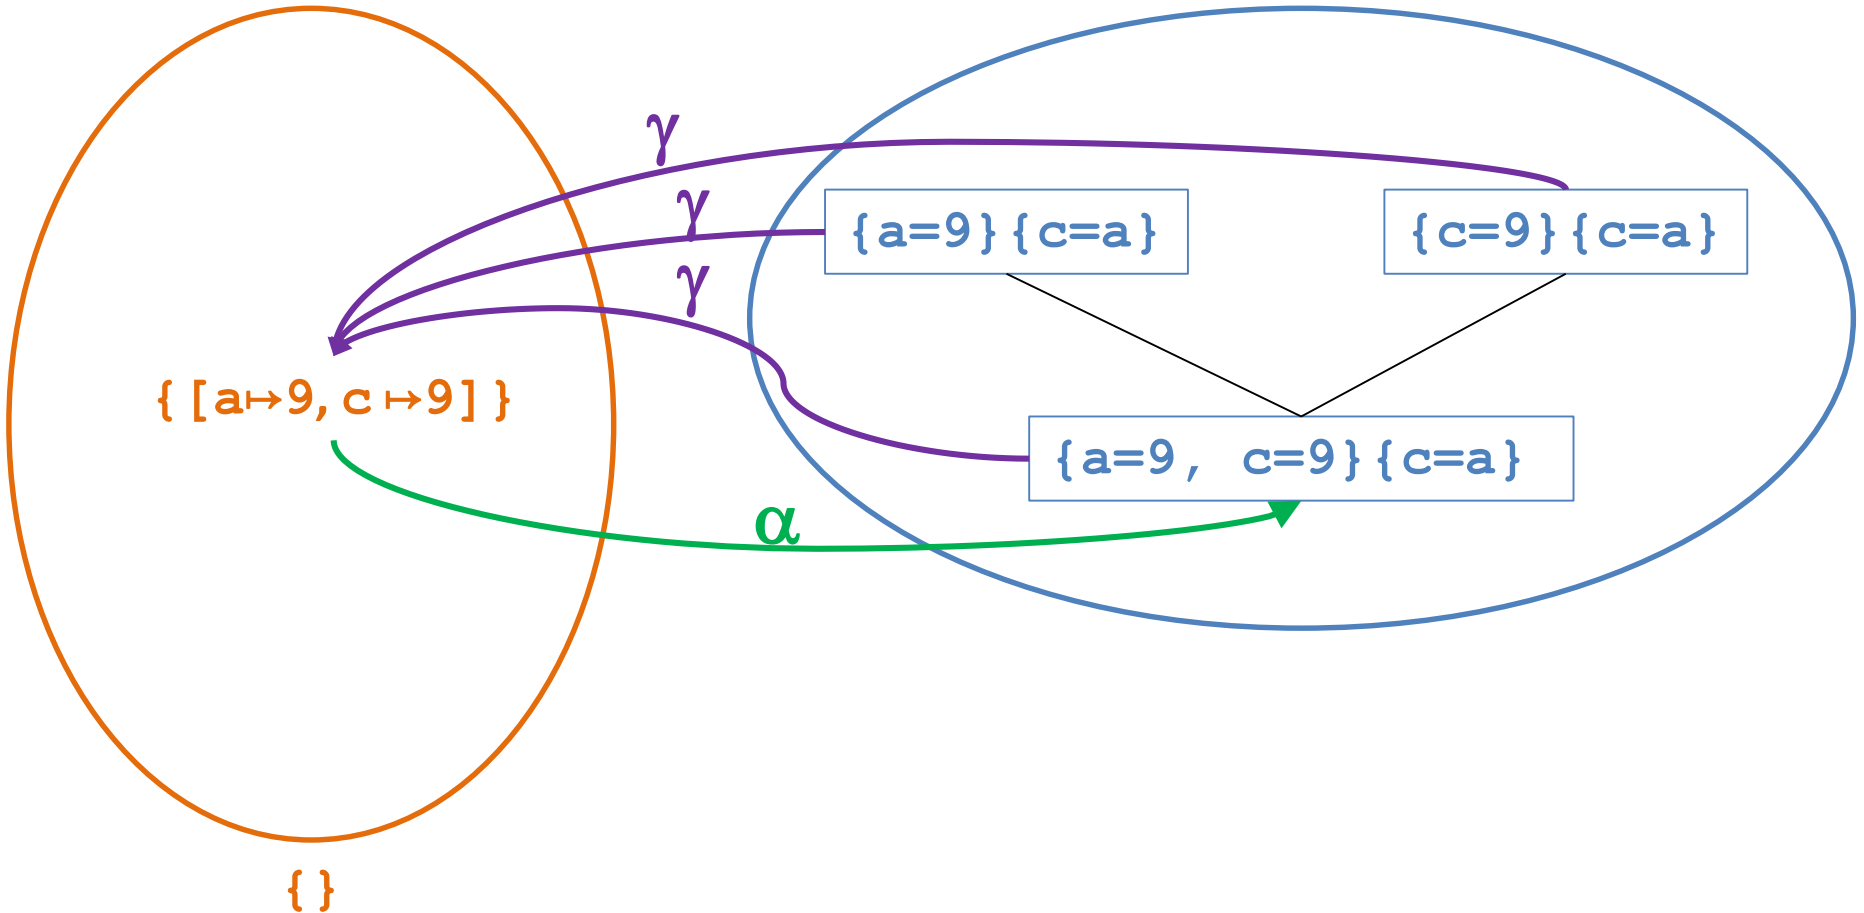 γ
γ
{a=9}{c=a}
{c=9}{c=a}
γ
{[a↦9,c↦9]}
{a=9, c=9}{c=a}
α
{}